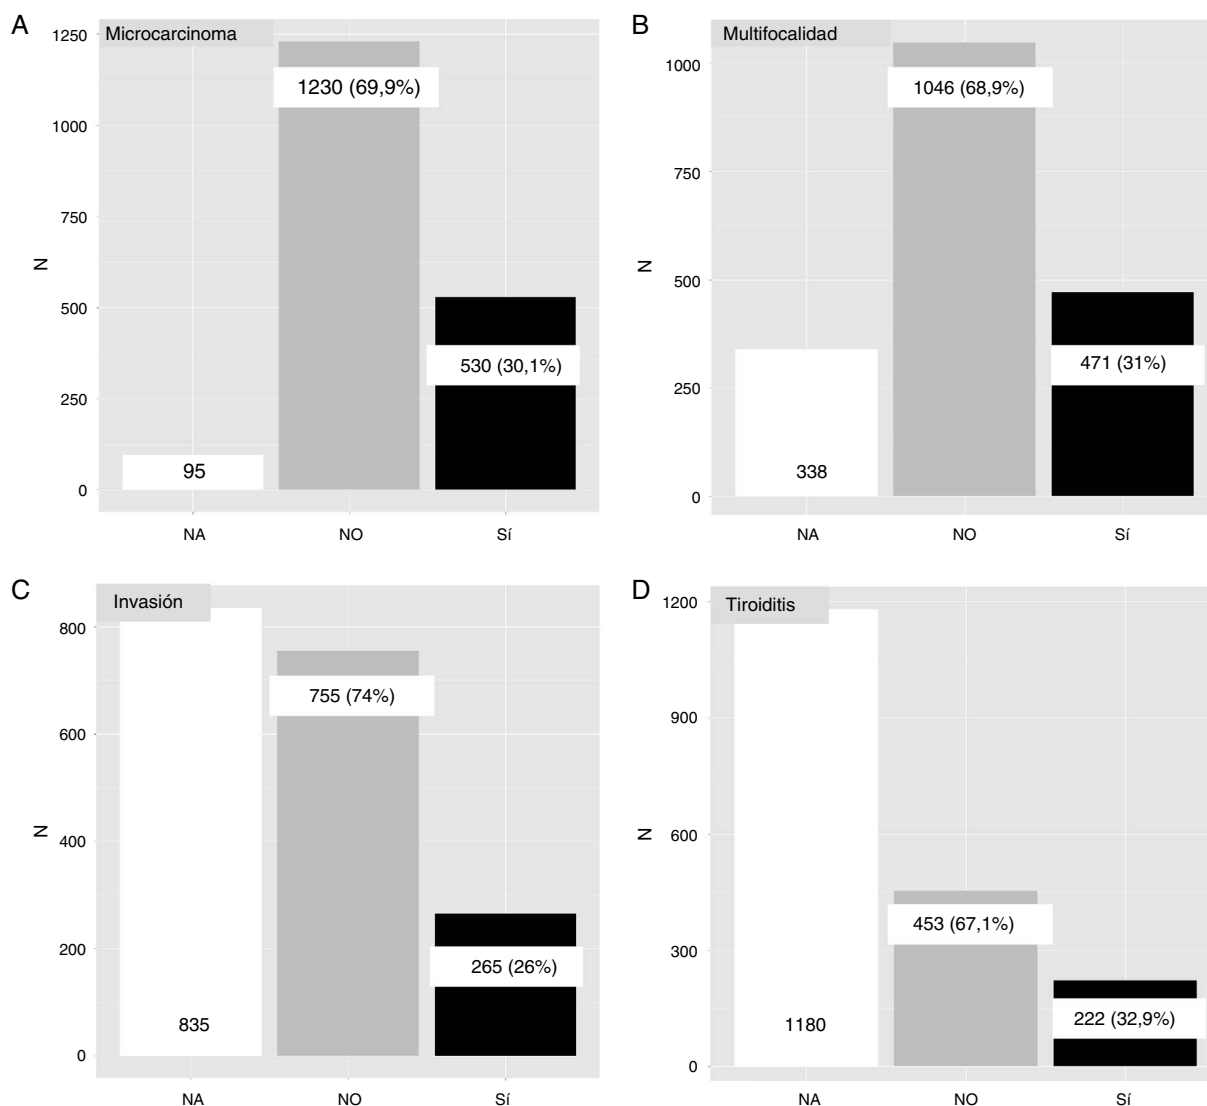 A
Microcarcinoma
1250
1000
750
500
250
0
N
1230 (69,9%)
530 (30,1%)
95
NA
NO
Sí
B
Multifocalidad
1000
750
500
250
0
N
1046 (68,9%)
471 (31%)
338
NA
NO
Sí
C
Invasión
800
600
400
200
0
N
755 (74%)
265 (26%)
835
NA
NO
Sí
D
Tiroiditis
1200
900
600
300
0
N
453 (67,1%)
222 (32,9%)
1180
NA
NO
Sí